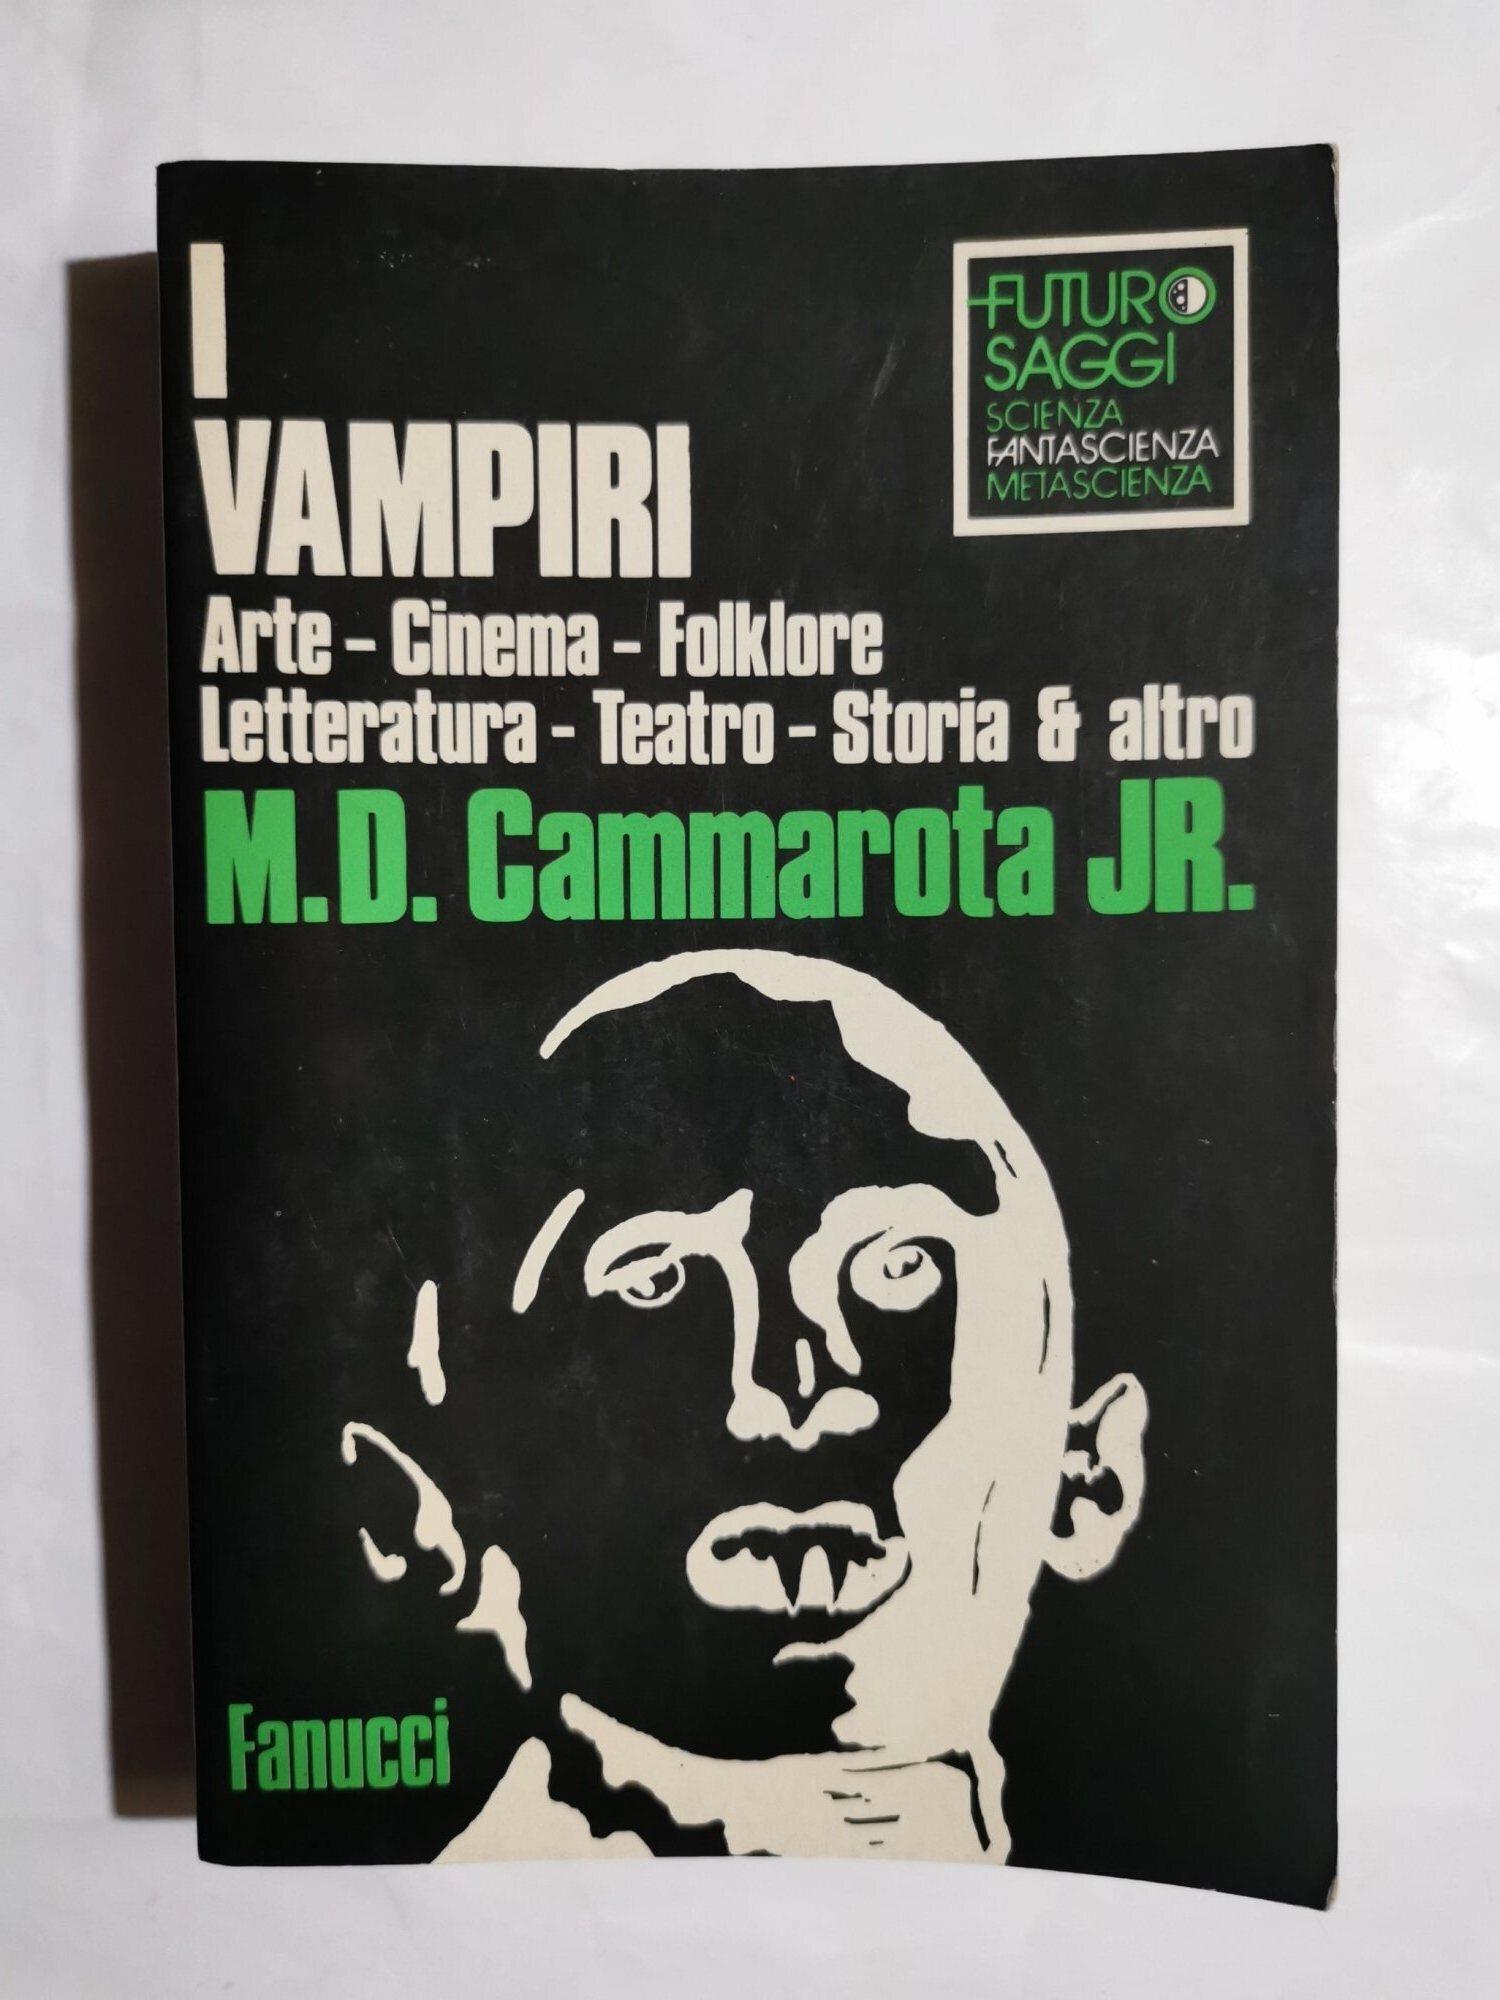 I
VAMPIRI
Arte - Cinema - Folklore
Letteratura - Teatro - Storia & altro
M.D. Cammarota JR.
FUTURO
SAGGI
SCIENZA
FANTASCIENZA
METASCIENZA
Fanucci